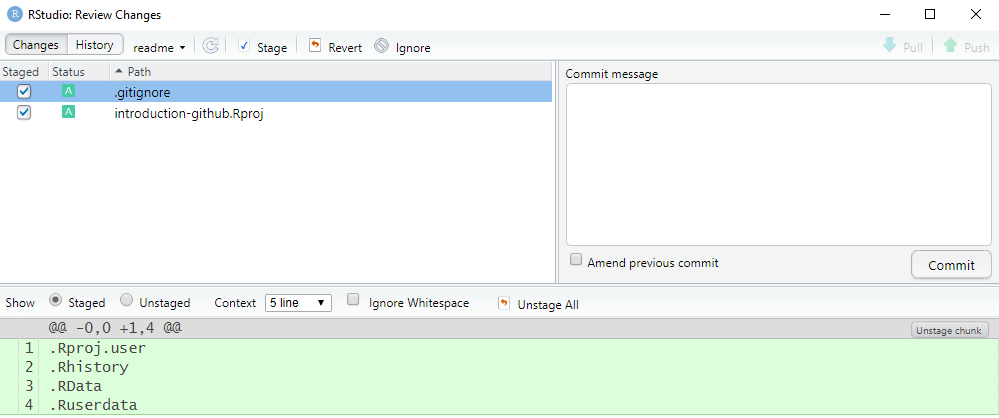 R RStudio: Review Changes
Changes History readme Stage Revert Ignore Pull Push
Staged Status Path
A .gitignore
A introduction-github.Rproj
Commit message
Amend previous commit Commit
Show Staged Unstaged Context 5 line Ignore Whitespace Unstage All
@@ -0,0 +1,4 @@ Unstage chunk
1 .Rproj.user
2 .Rhistory
3 .RData
4 .Ruserdata